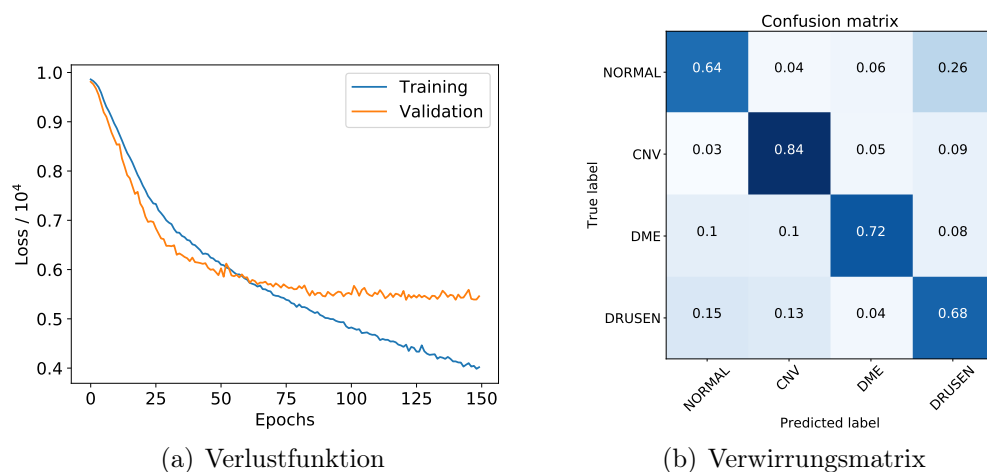 1.0
0.9
0.8
0.7
0.6
0.5
0.4
Loss / 10^4
0 25 50 75 100 125 150
Epochs
Training
Validation
(a) Verlustfunktion
Confusion matrix
True label
NORMAL 0.64 0.04 0.06 0.26
CNV 0.03 0.84 0.05 0.09
DME 0.1 0.1 0.72 0.08
DRUSEN 0.15 0.13 0.04 0.68
NORMAL CNV DME DRUSEN
Predicted label
(b) Verwirrungsmatrix